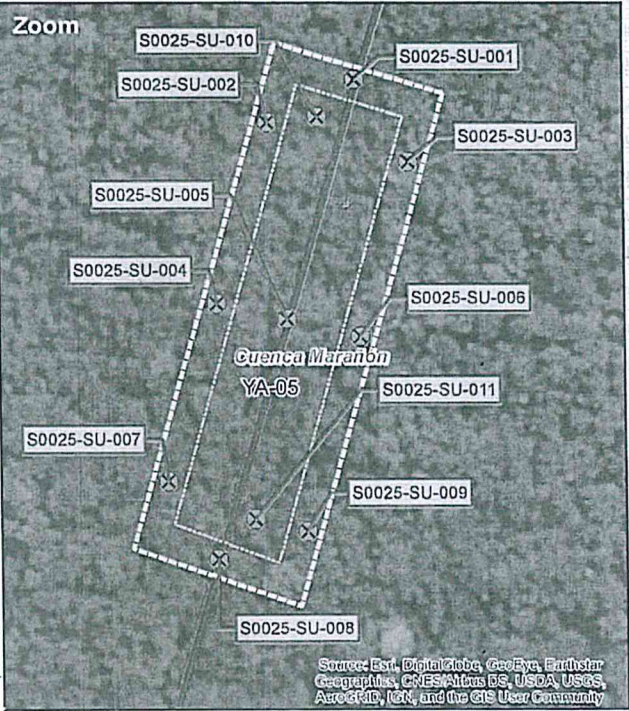 Zoom
S0025-SU-010
S0025-SU-001
S0025-SU-002
S0025-SU-003
S0025-SU-005
S0025-SU-004
S0025-SU-006
Cuenca Marañon
YA-05
S0025-SU-011
S0025-SU-007
S0025-SU-009
S0025-SU-008
Source: Esri, DigitalGlobe, GeoEye, Earthstar
Geographics, CNES/Airbus DS, USDA, USGS,
AeroGRID, IGN, and the GIS User Community